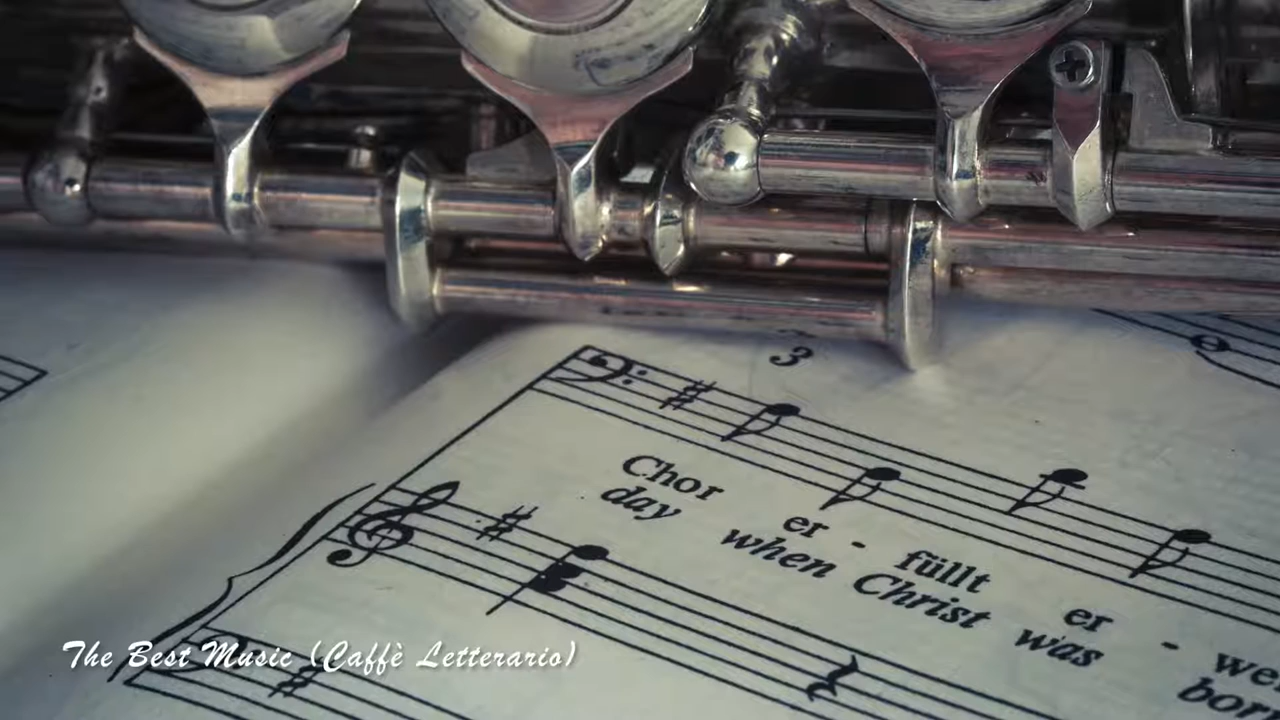 3
Chor er - füllt er - we
day when Christ was born
The Best Music (Caffè Letterario)